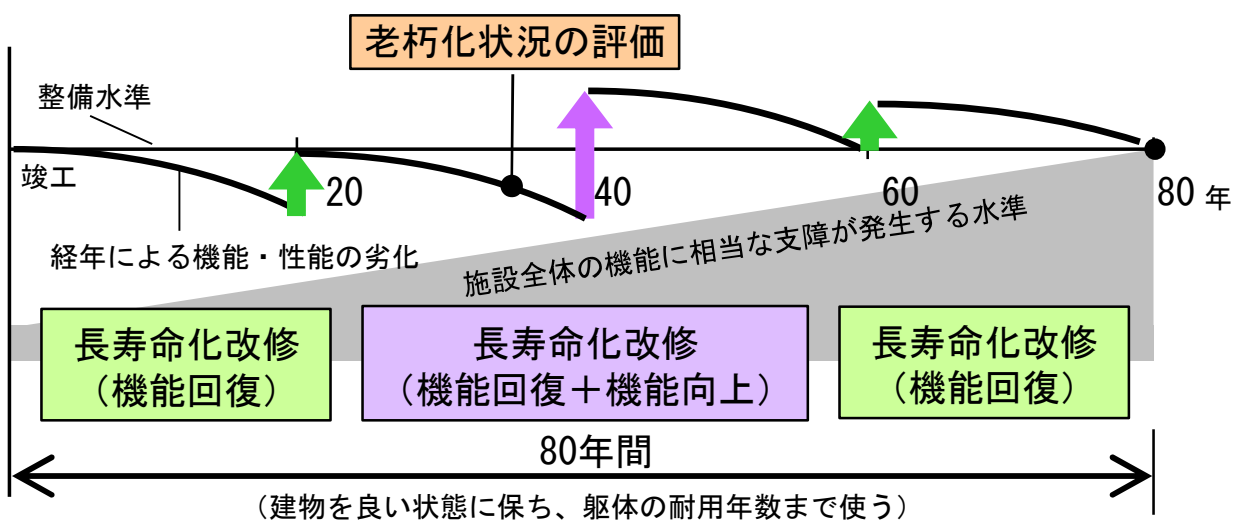 老朽化状況の評価
整備水準
竣工
20
40
60
80 年
経年による機能・性能の劣化
施設全体の機能に相当な支障が発生する水準
長寿命化改修
（機能回復）
長寿命化改修
（機能回復＋機能向上）
長寿命化改修
（機能回復）
80年間
（建物を良い状態に保ち、躯体の耐用年数まで使う）